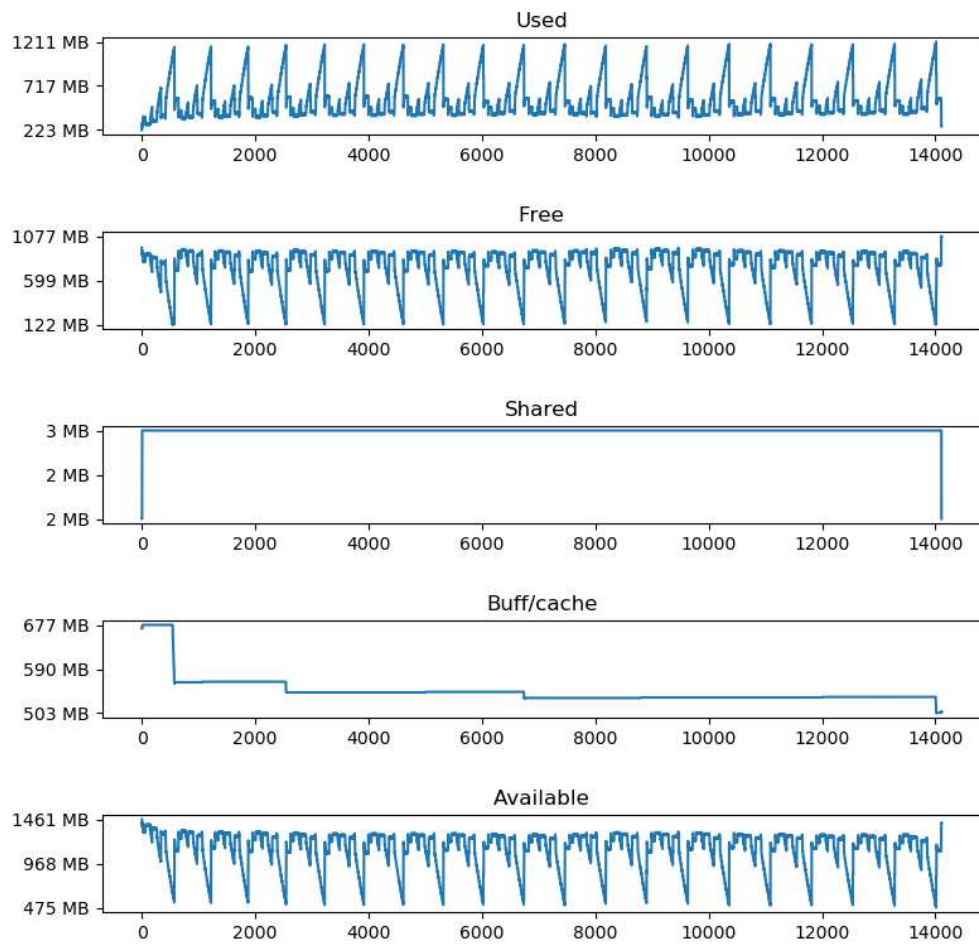 Used
1211 MB
717 MB
223 MB
0 2000 4000 6000 8000 10000 12000 14000
Free
1077 MB
599 MB
122 MB
0 2000 4000 6000 8000 10000 12000 14000
Shared
3 MB
2 MB
2 MB
0 2000 4000 6000 8000 10000 12000 14000
Buff/cache
677 MB
590 MB
503 MB
0 2000 4000 6000 8000 10000 12000 14000
Available
1461 MB
968 MB
475 MB
0 2000 4000 6000 8000 10000 12000 14000